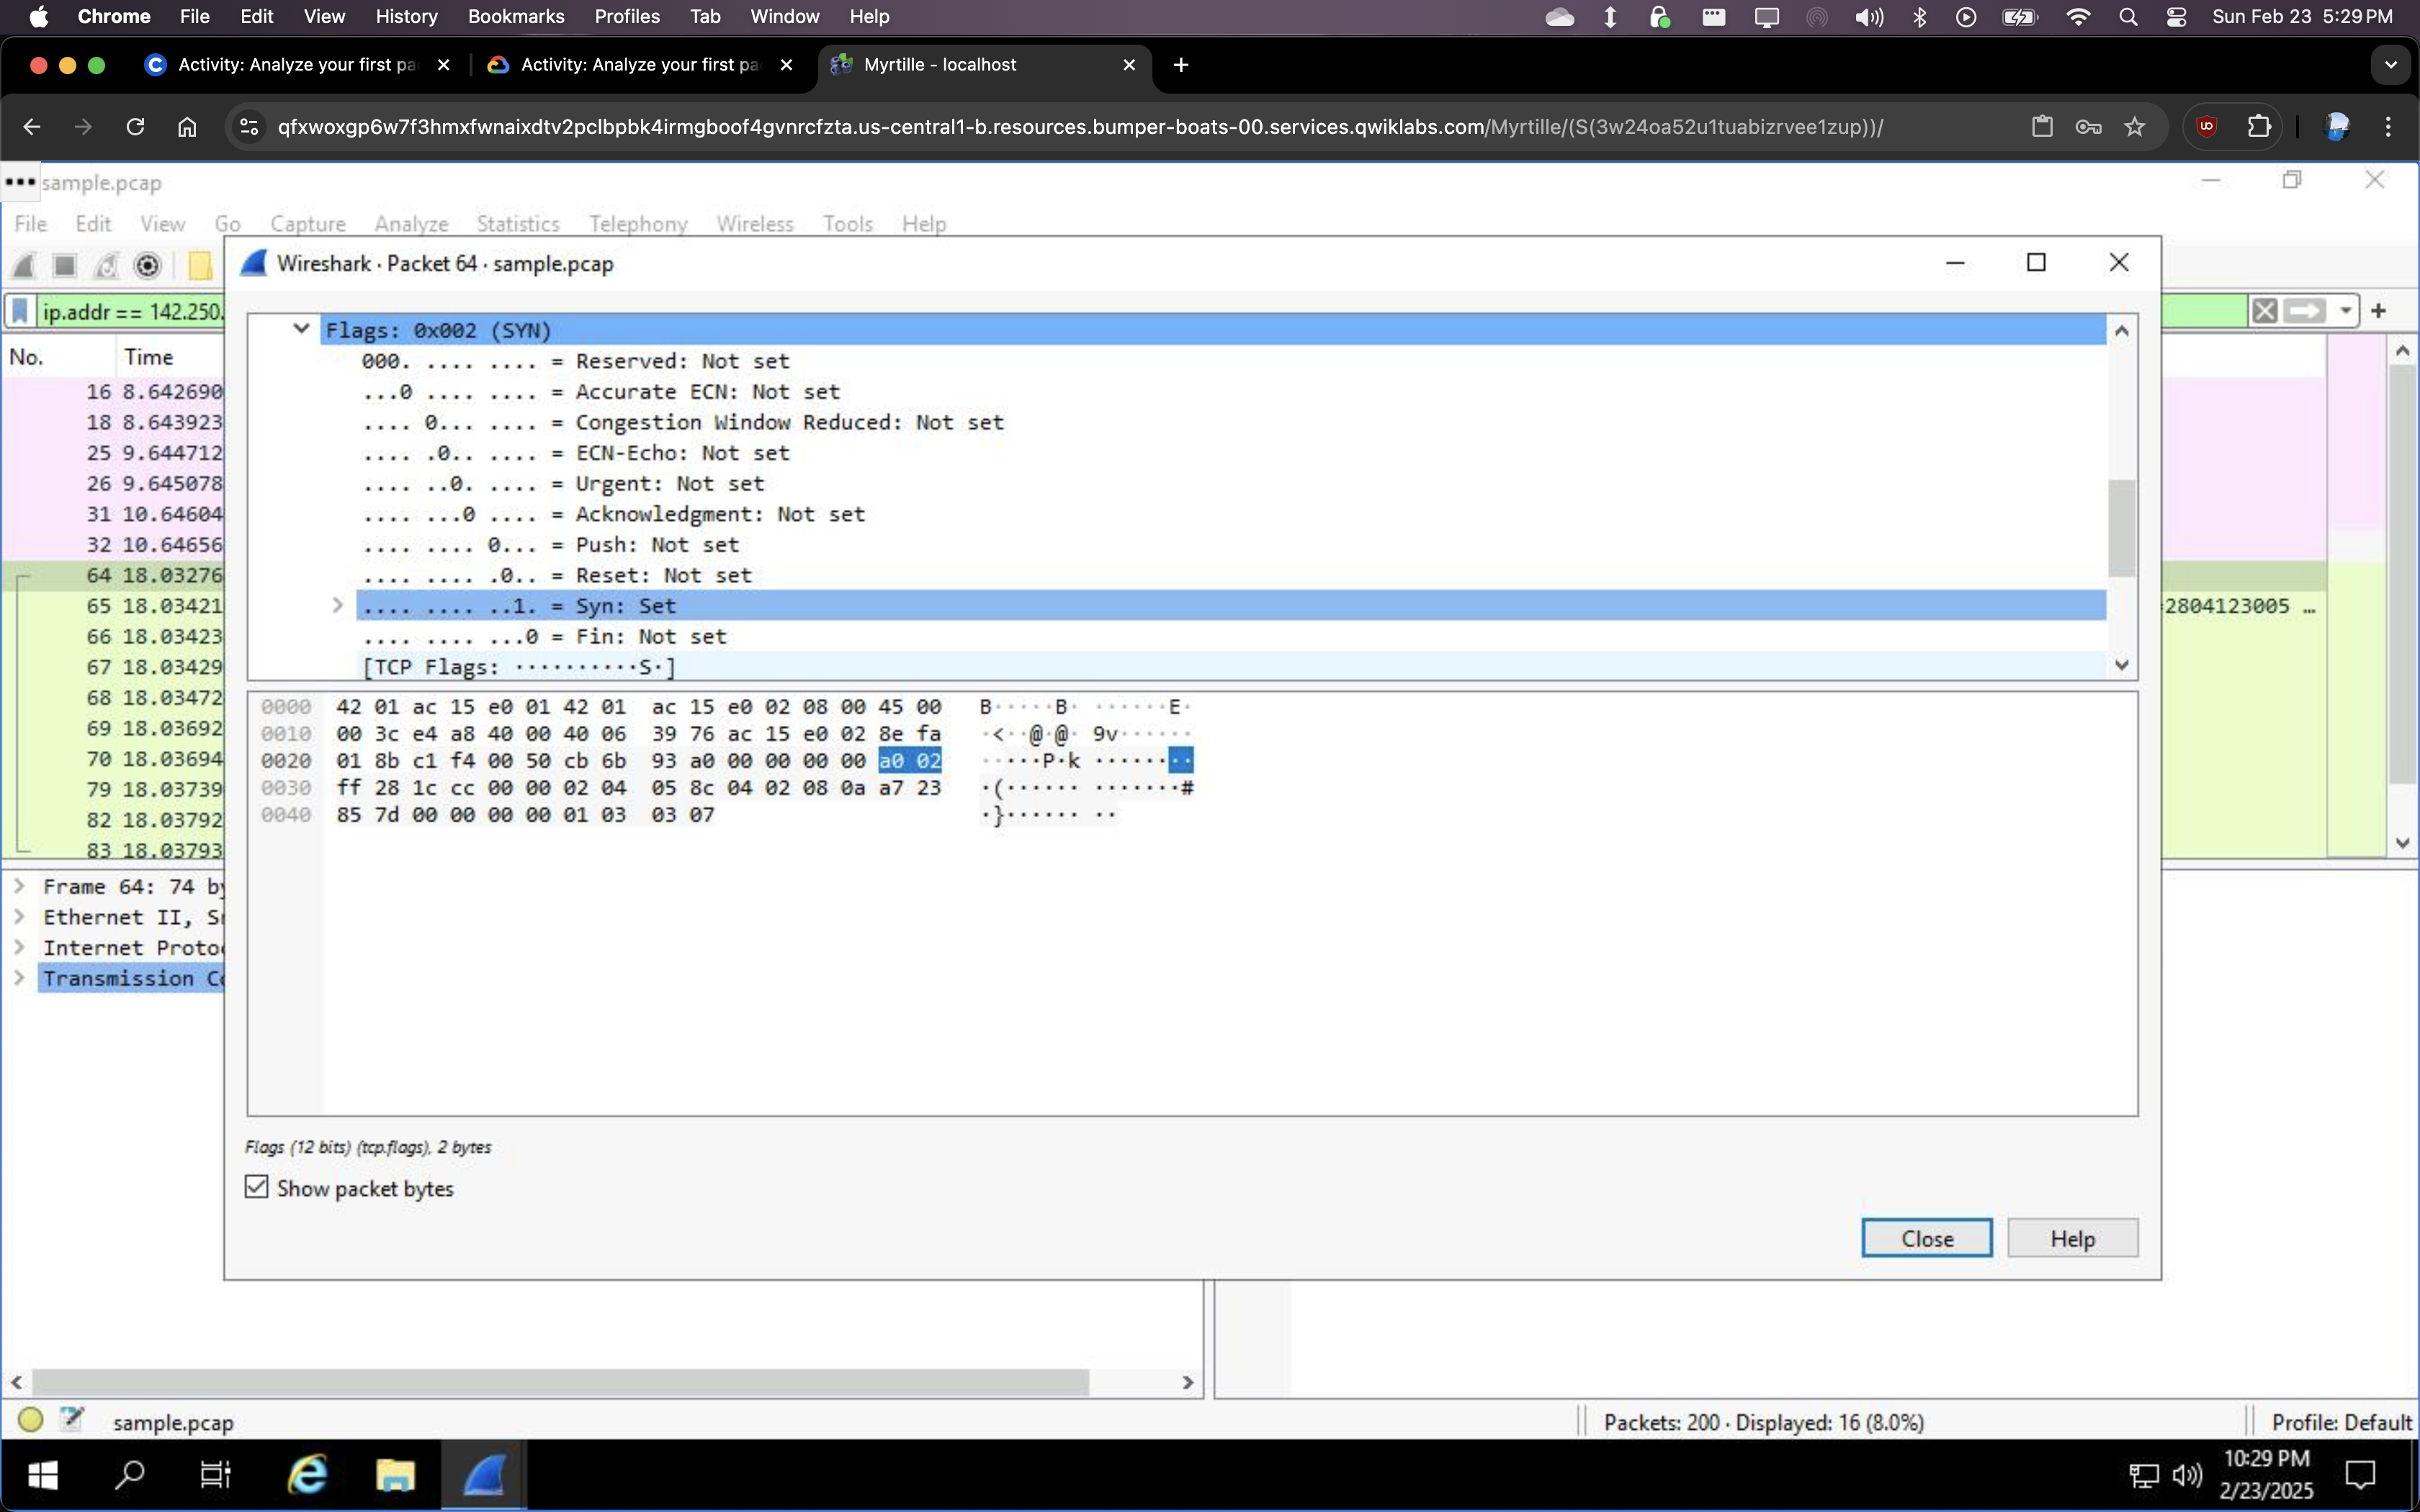 Chrome File Edit View History Bookmarks Profiles Tab Window Help Sun Feb 23 5:29 PM
Activity: Analyze your first pa Activity: Analyze your first pa Myrtille - localhost
qfxwoxgp6w7f3hmxfwnaixdtv2pclbpbk4irmgboof4gvnrcfzta.us-central1-b.resources.bumper-boats-00.services.qwiklabs.com/Myrtille/(S(3w24oa52u1tuabizrvee1zup))/
sample.pcap
File Edit View Go Capture Analyze Statistics Telephony Wireless Tools Help
Wireshark · Packet 64 · sample.pcap
ip.addr == 142.250.
No. Time
16 8.642690
18 8.643923
25 9.644712
26 9.645078
31 10.64604
32 10.64656
64 18.03276
65 18.03421
66 18.03423
67 18.03429
68 18.03472
69 18.03692
70 18.03694
79 18.03739
82 18.03792
83 18.03793
=2804123005 …
Flags: 0x002 (SYN)
000. .... .... = Reserved: Not set
...0 .... .... = Accurate ECN: Not set
.... 0... .... = Congestion Window Reduced: Not set
.... .0.. .... = ECN-Echo: Not set
.... ..0. .... = Urgent: Not set
.... ...0 .... = Acknowledgment: Not set
.... .... 0... = Push: Not set
.... .... .0.. = Reset: Not set
.... .... ..1. = Syn: Set
.... .... ...0 = Fin: Not set
[TCP Flags: ··········S·]
0000 42 01 ac 15 e0 01 42 01 ac 15 e0 02 08 00 45 00 B·····B· ······E·
0010 00 3c e4 a8 40 00 40 06 39 76 ac 15 e0 02 8e fa ·<··@·@· 9v······
0020 01 8b c1 f4 00 50 cb 6b 93 a0 00 00 00 00 a0 02 ·····P·k ········
0030 ff 28 1c cc 00 00 02 04 05 8c 04 02 08 0a a7 23 ·(······ ·······#
0040 85 7d 00 00 00 00 01 03 03 07 ·}······ ··
Frame 64: 74 by
Ethernet II, Sr
Internet Protoc
Transmission Co
Flags (12 bits) (tcp.flags), 2 bytes
Show packet bytes
Close Help
sample.pcap Packets: 200 · Displayed: 16 (8.0%) Profile: Default
10:29 PM
2/23/2025